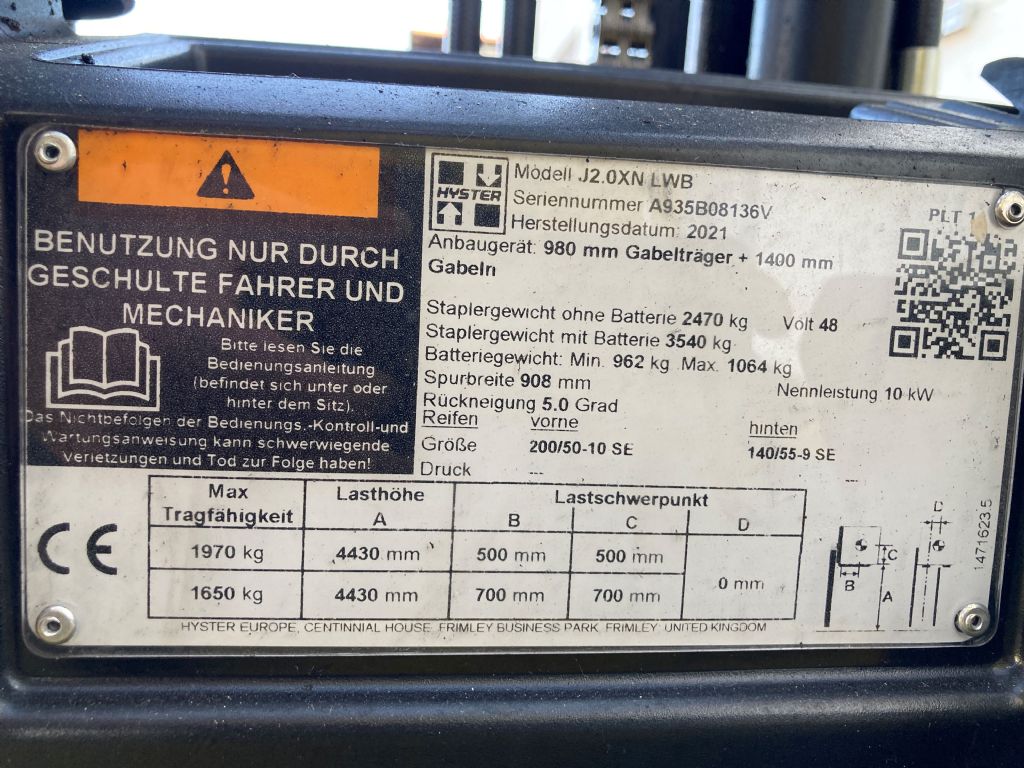 BENUTZUNG NUR DURCH
GESCHULTE FAHRER UND
MECHANIKER
Bitte lesen Sie die
Bedienungsanleitung
(befindet sich unter oder
hinter dem Sitz).
Das Nichtbefolgen der Bedienungs.-Kontroll-und
Wartungsanweisung kann schwerwiegende
Verletzungen und Tod zur Folge haben!
HYSTER
Modell J2.0XN LWB
Seriennummer A935B08136V
Herstellungsdatum: 2021
PLT 1
Anbaugerät: 980 mm Gabelträger + 1400 mm
Gabeln
Staplergewicht ohne Batterie 2470 kg Volt 48
Staplergewicht mit Batterie 3540 kg
Batteriegewicht: Min. 962 kg Max. 1064 kg
Spurbreite 908 mm Nennleistung 10 kW
Rückneigung 5.0 Grad
Reifen vorne hinten
Größe 200/50-10 SE 140/55-9 SE
Druck ---
CE
Max Tragfähigkeit Lasthöhe Lastschwerpunkt
A B C D
1970 kg 4430 mm 500 mm 500 mm
0 mm
1650 kg 4430 mm 700 mm 700 mm
D
C
B
A
1471623.5
HYSTER EUROPE, CENTINNIAL HOUSE, FRIMLEY BUSINESS PARK, FRIMLEY, UNITED KINGDOM